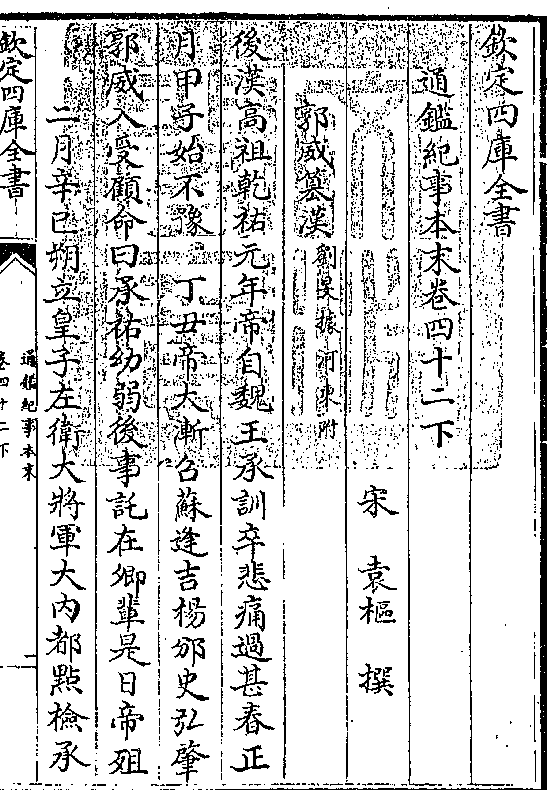 欽定四庫全書
通鑑紀事本末卷四十二下
宋 袁樞 撰
郭威篡漢 劉旻據河東附
後漢高祖乾祐元年帝自魏王承訓卒悲痛過甚春正
月甲子始不豫 丁丑帝大漸召蘇逢吉楊邠史弘肇
郭威入受顧命曰承祐幼弱後事託在卿輩是日帝殂
二月辛巳朔立皇子左衛大將軍大內都點檢承
欽定四庫全書
通鑑紀事本末
卷四十二下
一